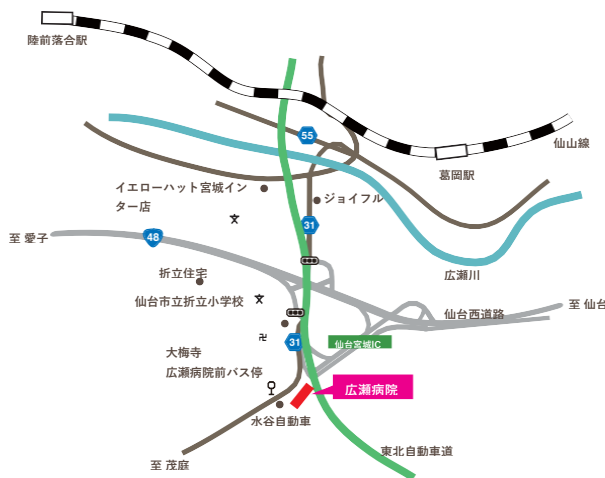 陸前落合駅
55
仙山線
葛岡駅
イエローハット宮城イン
ター店
ジョイフル
31
至 愛子
48
広瀬川
折立住宅
仙台市立折立小学校
至 仙台
仙台西道路
31
仙台宮城IC
大梅寺
広瀬病院前バス停
広瀬病院
水谷自動車
東北自動車道
至 茂庭